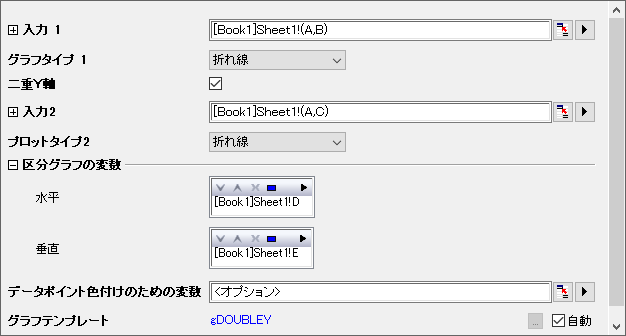 入力 1 [Book1]Sheet1!(A,B)
グラフタイプ 1 折れ線
二重Y軸
入力2 [Book1]Sheet1!(A,C)
プロットタイプ2 折れ線
区分グラフの変数
水平 [Book1]Sheet1!D
垂直 [Book1]Sheet1!E
データポイント色付けのための変数 <オプション>
グラフテンプレート gDOUBLEY ... 自動